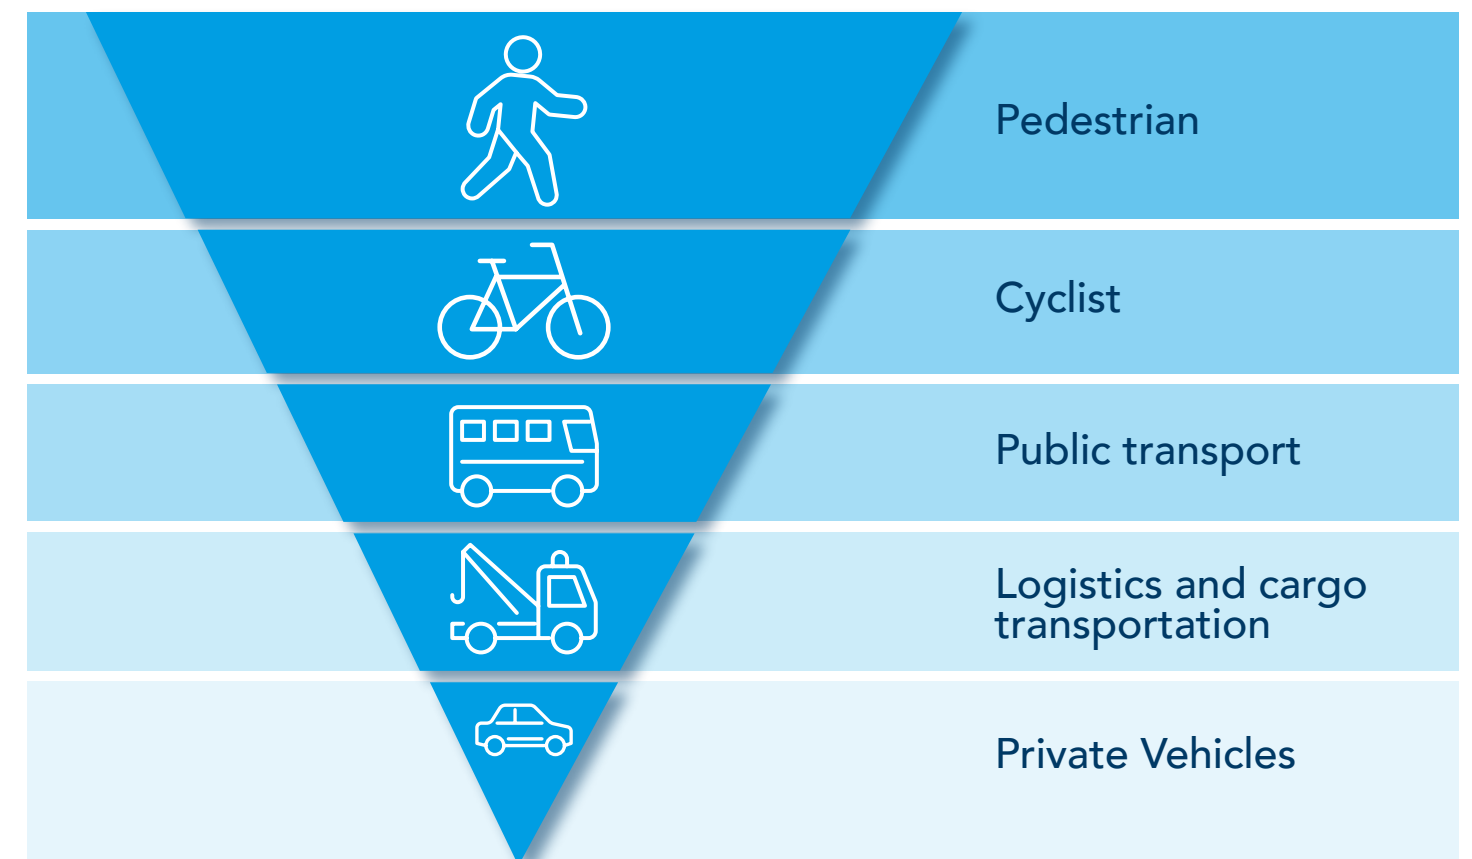 Pedestrian
Cyclist
Public transport
Logistics and cargo
transportation
Private Vehicles